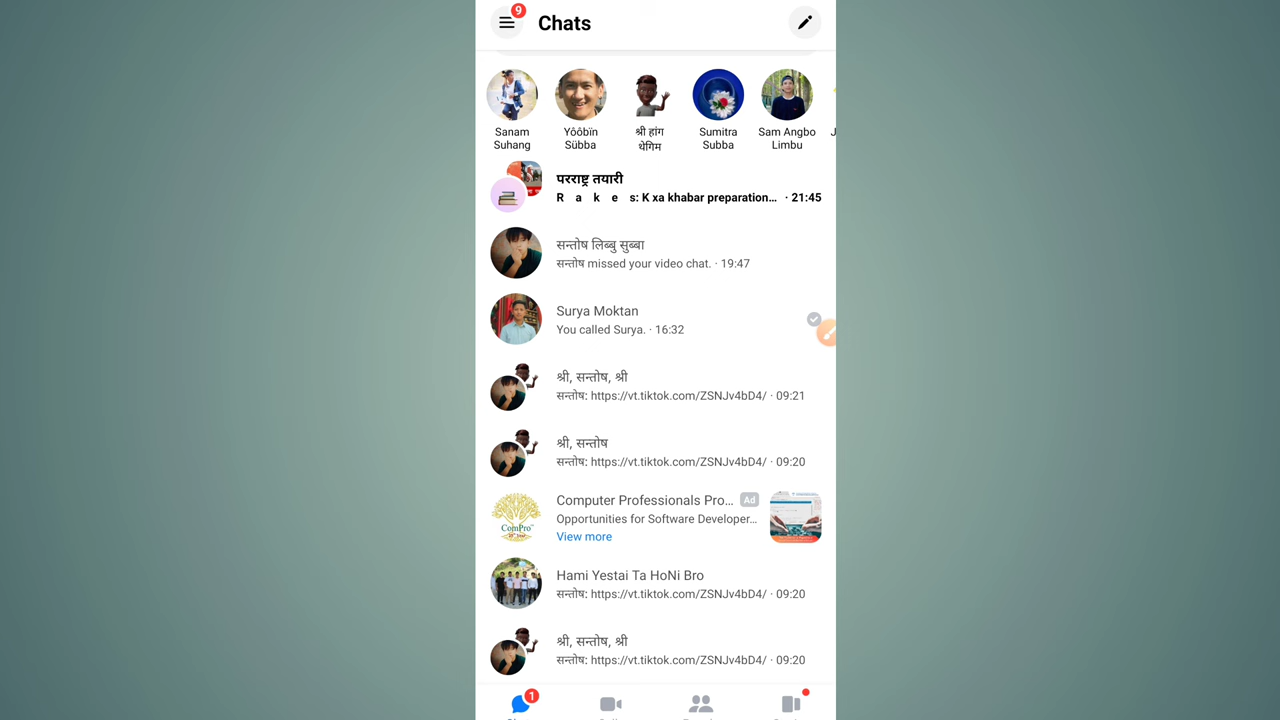 9
Chats
Sanam Suhang
Yôôbïn Sübba
श्री हांग थेगिम
Sumitra Subba
Sam Angbo Limbu
J
परराष्ट्र तयारी
R a k e s: K xa khabar preparation... · 21:45
सन्तोष लिब्बु सुब्बा
सन्तोष missed your video chat. · 19:47
Surya Moktan
You called Surya. · 16:32
श्री, सन्तोष, श्री
सन्तोष: https://vt.tiktok.com/ZSNJv4bD4/ · 09:21
श्री, सन्तोष
सन्तोष: https://vt.tiktok.com/ZSNJv4bD4/ · 09:20
Computer Professionals Pro... Ad
Opportunities for Software Developer...
View more
ComPro
Hami Yestai Ta HoNi Bro
सन्तोष: https://vt.tiktok.com/ZSNJv4bD4/ · 09:20
श्री, सन्तोष, श्री
सन्तोष: https://vt.tiktok.com/ZSNJv4bD4/ · 09:20
1